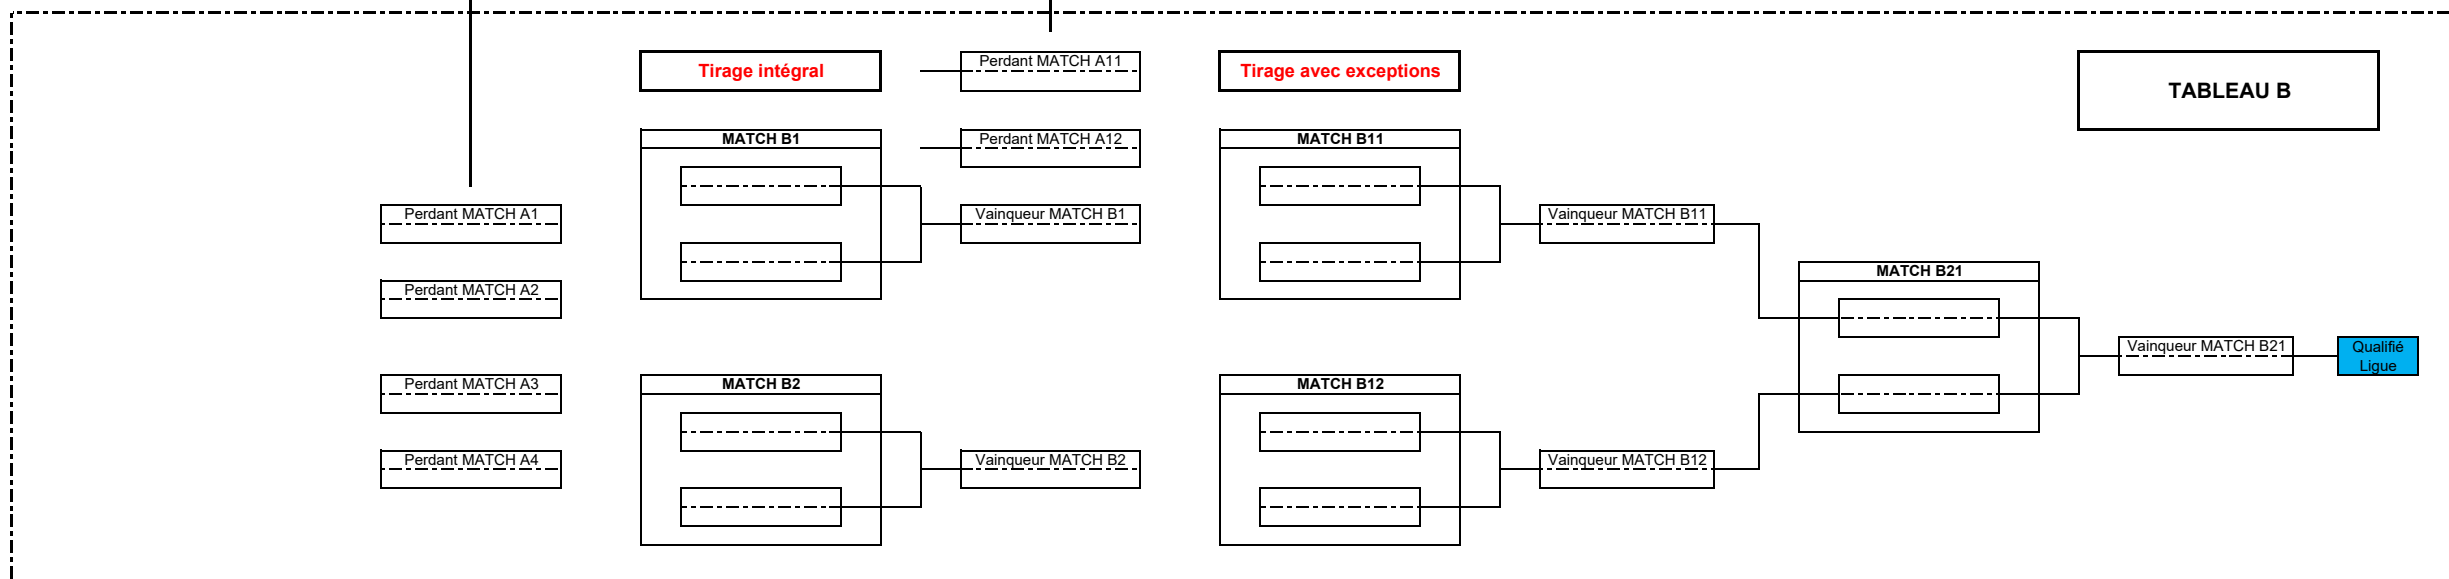 Tirage intégral
Perdant MATCH A11
Tirage avec exceptions
TABLEAU B
MATCH B1
Perdant MATCH A12
MATCH B11
Perdant MATCH A1
Vainqueur MATCH B1
Vainqueur MATCH B11
MATCH B21
Perdant MATCH A2
Vainqueur MATCH B21
Qualifié
Ligue
Perdant MATCH A3
MATCH B2
MATCH B12
Perdant MATCH A4
Vainqueur MATCH B2
Vainqueur MATCH B12